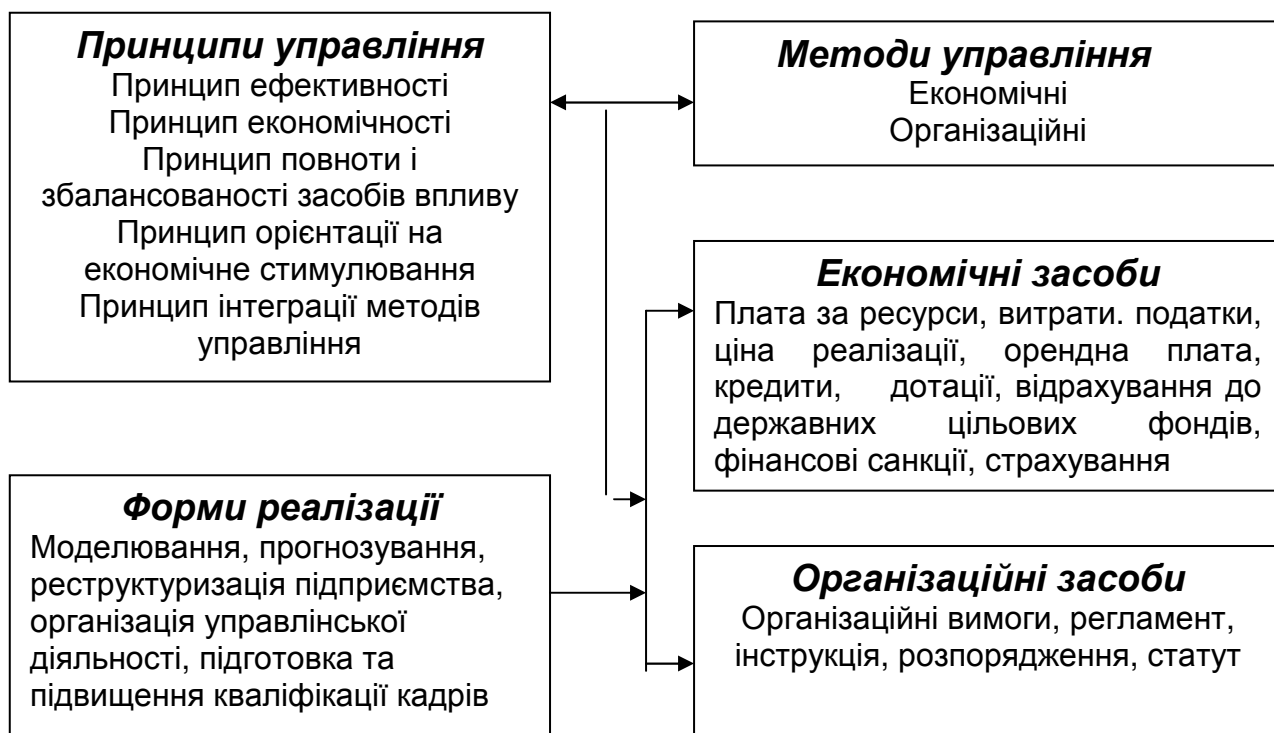 Принципи управління
Принцип ефективності
Принцип економічності
Принцип повноти і
збалансованості засобів впливу
Принцип орієнтації на
економічне стимулювання
Принцип інтеграції методів
управління
Методи управління
Економічні
Організаційні
Економічні засоби
Плата за ресурси, витрати. податки,
ціна реалізації, орендна плата,
кредити, дотації, відрахування до
державних цільових фондів,
фінансові санкції, страхування
Форми реалізації
Моделювання, прогнозування,
реструктуризація підприємства,
організація управлінської
діяльності, підготовка та
підвищення кваліфікації кадрів
Організаційні засоби
Організаційні вимоги, регламент,
інструкція, розпорядження, статут